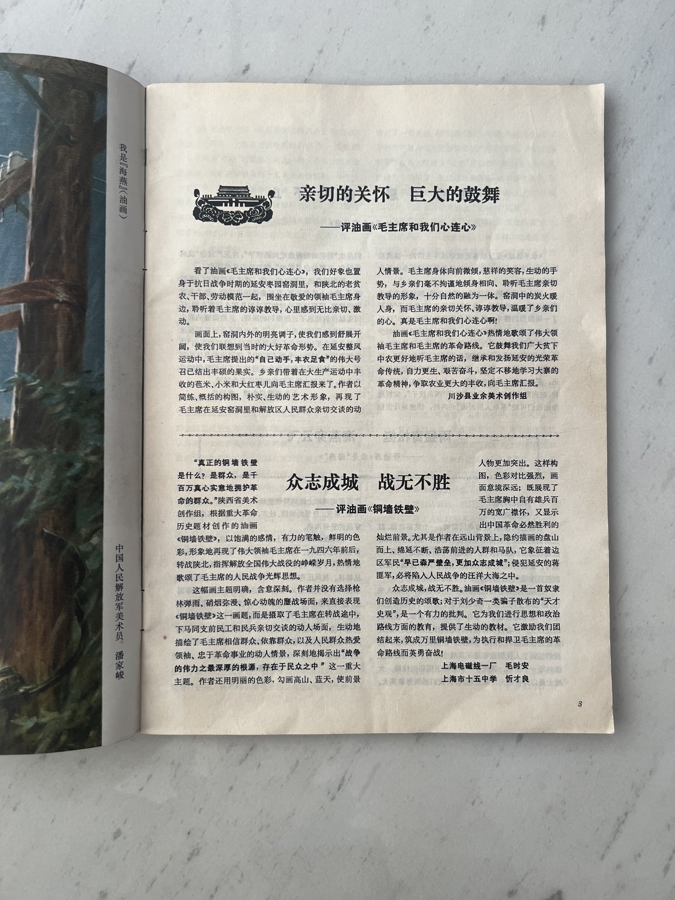 我是『海燕』(油画)
中国人民解放军美术员　潘家峻
亲切的关怀　巨大的鼓舞
——评油画《毛主席和我们心连心》
看了油画《毛主席和我们心连心》，我们好象也置
身于抗日战争时期的延安枣园窑洞里，和陕北的老贫
农、干部、劳动模范一起，围坐在敬爱的领袖毛主席身
边，聆听着毛主席的谆谆教导，心里感到无比亲切、激
动。
画面上，窑洞内外的明亮调子，使我们感到舒展开
阔，使我们联想到当时的大好革命形势。在延安整风
运动中，毛主席提出的“自己动手，丰衣足食”的伟大号
召已结出丰硕的果实。乡亲们带着在大生产运动中丰
收的苞米、小米和大红枣儿向毛主席汇报来了。作者以
简练、概括的构图，朴实、生动的艺术形象，再现了
毛主席在延安窑洞里和解放区人民群众亲切交谈的动
人情景。毛主席身体向前微倾，慈祥的笑容，生动的手
势，与乡亲们毫不拘谨地倾身相向、聆听毛主席亲切
教导的形象，十分自然的融为一体。窑洞中的炭火暖
人身，而毛主席的亲切关怀、谆谆教导，温暖了乡亲们
的心。真是毛主席和我们心连心啊!
油画《毛主席和我们心连心》热情地歌颂了伟大领
袖毛主席和毛主席的革命路线。它鼓舞我们广大贫下
中农更好地听毛主席的话，继承和发扬延安的光荣革
命传统，自力更生、艰苦奋斗，坚定不移地学习大寨的
革命精神，争取农业更大的丰收，向毛主席汇报。
川沙县业余美术创作组
众志成城　战无不胜
——评油画《铜墙铁壁》
“真正的铜墙铁壁
是什么？是群众，是千
百万真心实意地拥护革
命的群众。”陕西省美术
创作组，根据重大革命
历史题材创作的油画
《铜墙铁壁》，以饱满的感情，有力的笔触，鲜明的色
彩，形象地再现了伟大领袖毛主席在一九四六年前后，
转战陕北，指挥解放全国伟大战役的峥嵘岁月，热情地
歌颂了毛主席的人民战争光辉思想。
这幅画主题明确，含意深刻。作者并没有选择枪
林弹雨、硝烟弥漫、惊心动魄的鏖战场面，来直接表现
《铜墙铁壁》这一画题，而是摄取了毛主席在转战途中，
下马同支前民工和民兵亲切交谈的动人场面，生动地
描绘了毛主席相信群众、依靠群众，以及人民群众热爱
领袖、忠于革命事业的动人情景，深刻地揭示出“战争
的伟力之最深厚的根源，存在于民众之中”这一重大
主题。作者还用明丽的色彩，勾画高山、蓝天，使前景
人物更加突出。这样构
图，色彩对比强烈，画
面意境深远；既展现了
毛主席胸中自有雄兵百
万的宽广襟怀，又显示
出中国革命必然胜利的
灿烂前景。尤其是作者在远山背景上，隐约描画的盘山
而上、绵延不断、浩荡前进的人群和马队，它象征着边
区军民“早已森严壁垒，更加众志成城”；侵犯延安的蒋
匪军，必将陷入人民战争的汪洋大海之中。
众志成城，战无不胜。油画《铜墙铁壁》是一首奴隶
们创造历史的颂歌；对于刘少奇一类骗子散布的“天才
史观”，是一个有力的批判。它为我们进行思想和政治
路线方面的教育，提供了生动的教材。它激励我们团
结起来，筑成万里铜墙铁壁，为执行和捍卫毛主席的革
命路线而英勇奋战！
上海电磁线一厂　毛时安
上海市十五中学　忻才良
3